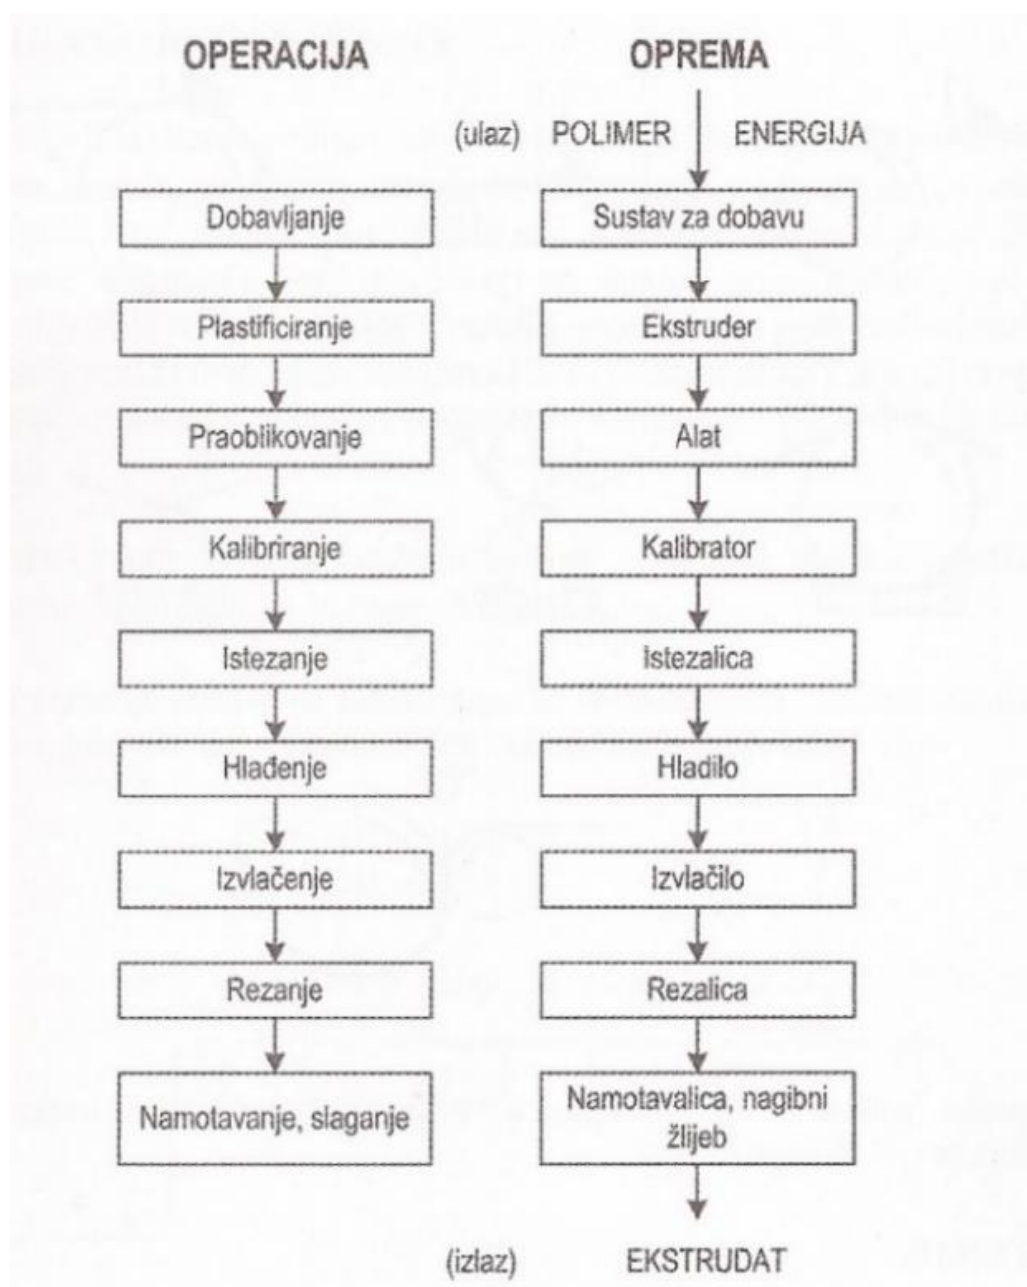 OPERACIJA OPREMA
(ulaz) POLIMER ENERGIJA
Dobavljanje Sustav za dobavu
Plastificiranje Ekstruder
Praoblikovanje Alat
Kalibriranje Kalibrator
Istezanje Istezalica
Hlađenje Hladilo
Izvlačenje Izvlačilo
Rezanje Rezalica
Namotavanje, slaganje Namotavalica, nagibni
žlijeb
(izlaz) EKSTRUDAT